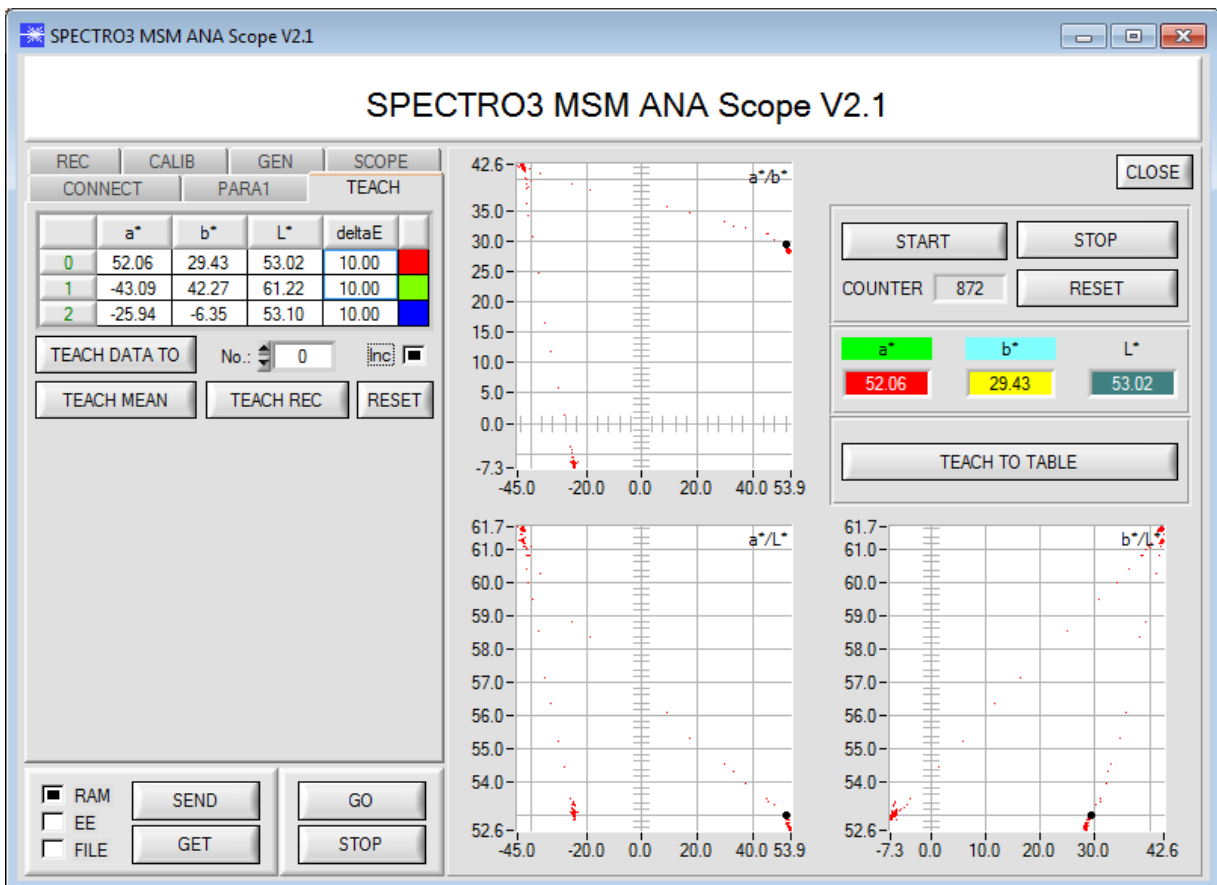 SPECTRO3 MSM ANA Scope V2.1
SPECTRO3 MSM ANA Scope V2.1
REC CALIB GEN SCOPE
CONNECT PARA1 TEACH
a* b* L* deltaE
0 52.06 29.43 53.02 10.00
1 -43.09 42.27 61.22 10.00
2 -25.94 -6.35 53.10 10.00
TEACH DATA TO No.: 0 Inc
TEACH MEAN TEACH REC RESET
RAM
EE
FILE
SEND
GET
GO
STOP
a*/b*
42.6
35.0
30.0
25.0
20.0
15.0
10.0
5.0
0.0
-7.3
-45.0 -20.0 0.0 20.0 40.0 53.9
CLOSE
START STOP
COUNTER 872 RESET
a* b* L*
52.06 29.43 53.02
TEACH TO TABLE
a*/L*
61.7
61.0
60.0
59.0
58.0
57.0
56.0
55.0
54.0
52.6
-45.0 -20.0 0.0 20.0 40.0 53.9
b*/L*
61.7
61.0
60.0
59.0
58.0
57.0
56.0
55.0
54.0
52.6
-7.3 0.0 10.0 20.0 30.0 42.6